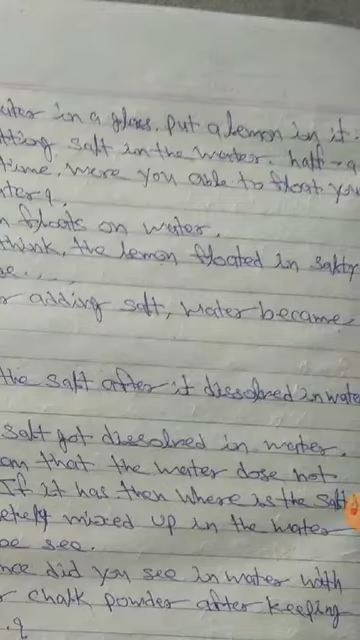 ater in a glass. put a lemon in it.
tting salt in the water. half-a
time, were you able to float you
ater?
n floats on water.
think, the lemon floated in salty
e....
r adding salt, water became
the salt after it dissolved in wate
salt got dissolved in water.
am that the water dose not
If it has then where is the salt
etely mixed up in the water
be see.
nce did you see in water with
r chalk powder after keeping
.?